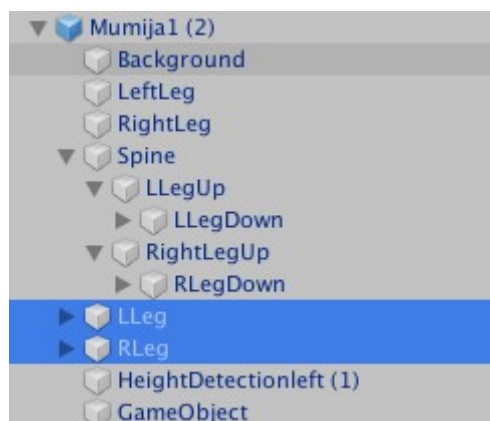 Mumija1 (2)
Background
LeftLeg
RightLeg
Spine
LLegUp
LLegDown
RightLegUp
RLegDown
LLeg
RLeg
HeightDetectionleft (1)
GameObject